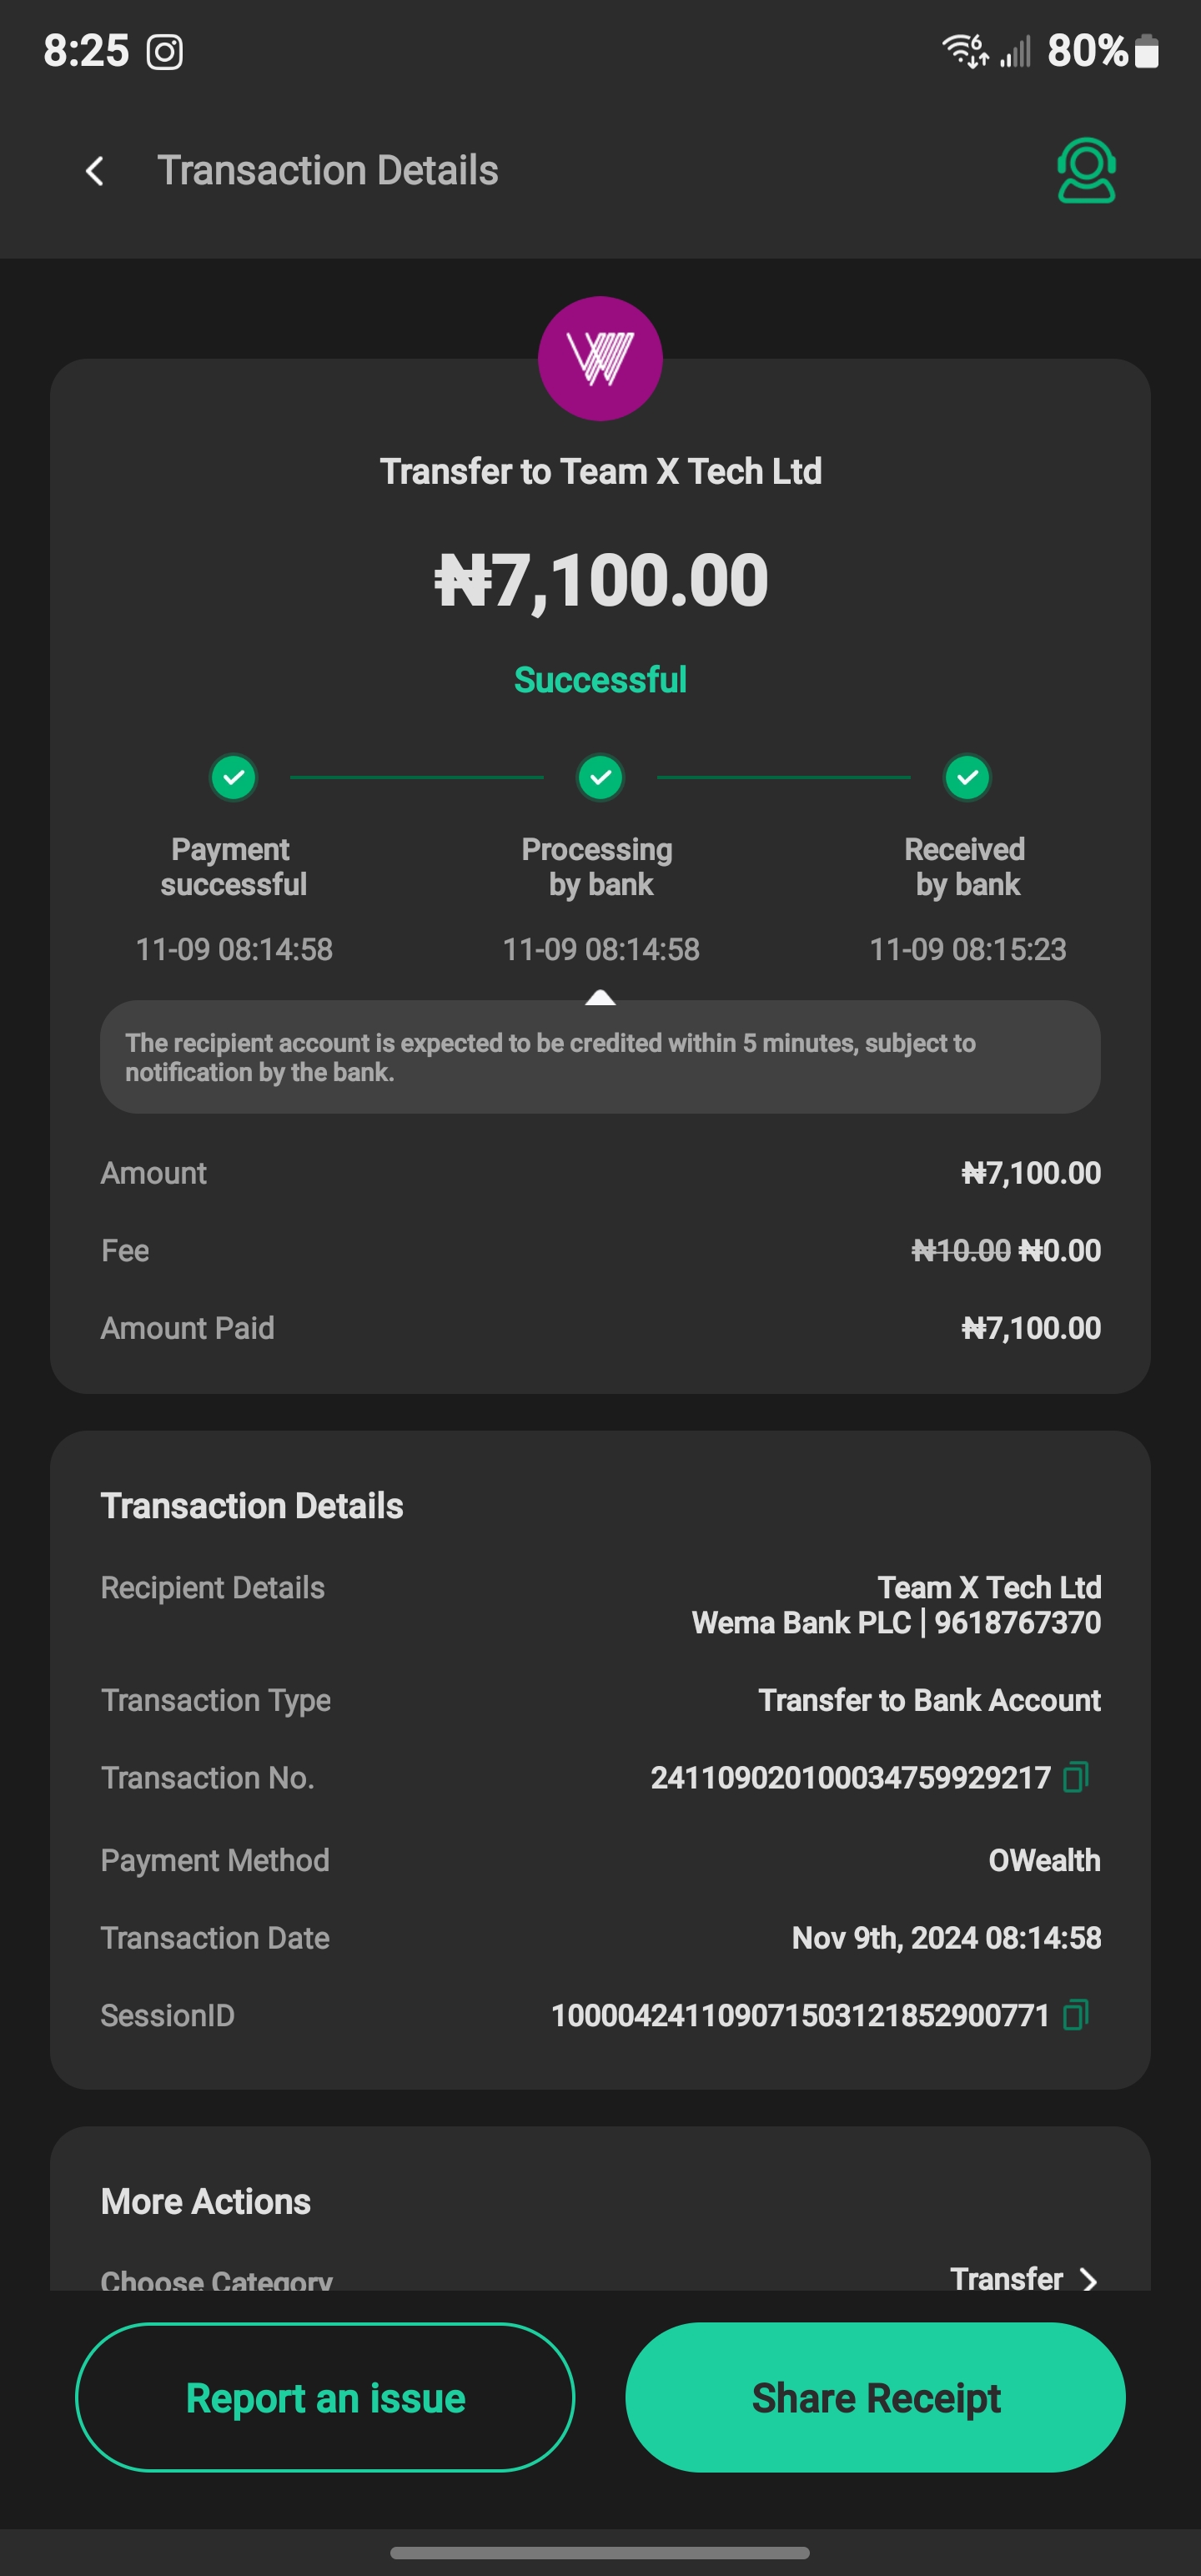 8:25
6
80%
Transaction Details
W
Transfer to Team X Tech Ltd
₦7,100.00
Successful
Payment successful
Processing by bank
Received by bank
11-09 08:14:58
11-09 08:14:58
11-09 08:15:23
The recipient account is expected to be credited within 5 minutes, subject to
notification by the bank.
Amount ₦7,100.00
Fee ₦10.00 ₦0.00
Amount Paid ₦7,100.00
Transaction Details
Recipient Details Team X Tech Ltd
Wema Bank PLC | 9618767370
Transaction Type Transfer to Bank Account
Transaction No. 241109020100034759929217
Payment Method OWealth
Transaction Date Nov 9th, 2024 08:14:58
SessionID 100004241109071503121852900771
More Actions
Choose Category Transfer
Report an issue
Share Receipt